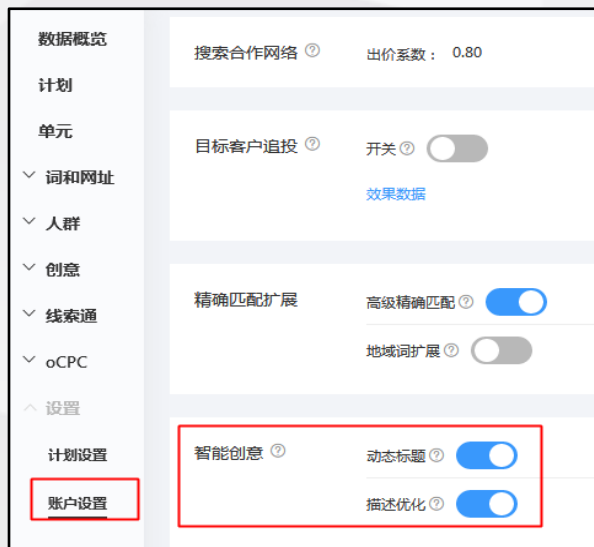 数据概览
计划
单元
词和网址
人群
创意
线索通
oCPC
设置
计划设置
账户设置
搜索合作网络
出价系数： 0.80
目标客户追投
开关
效果数据
精确匹配扩展
高级精确匹配
地域词扩展
智能创意
动态标题
描述优化